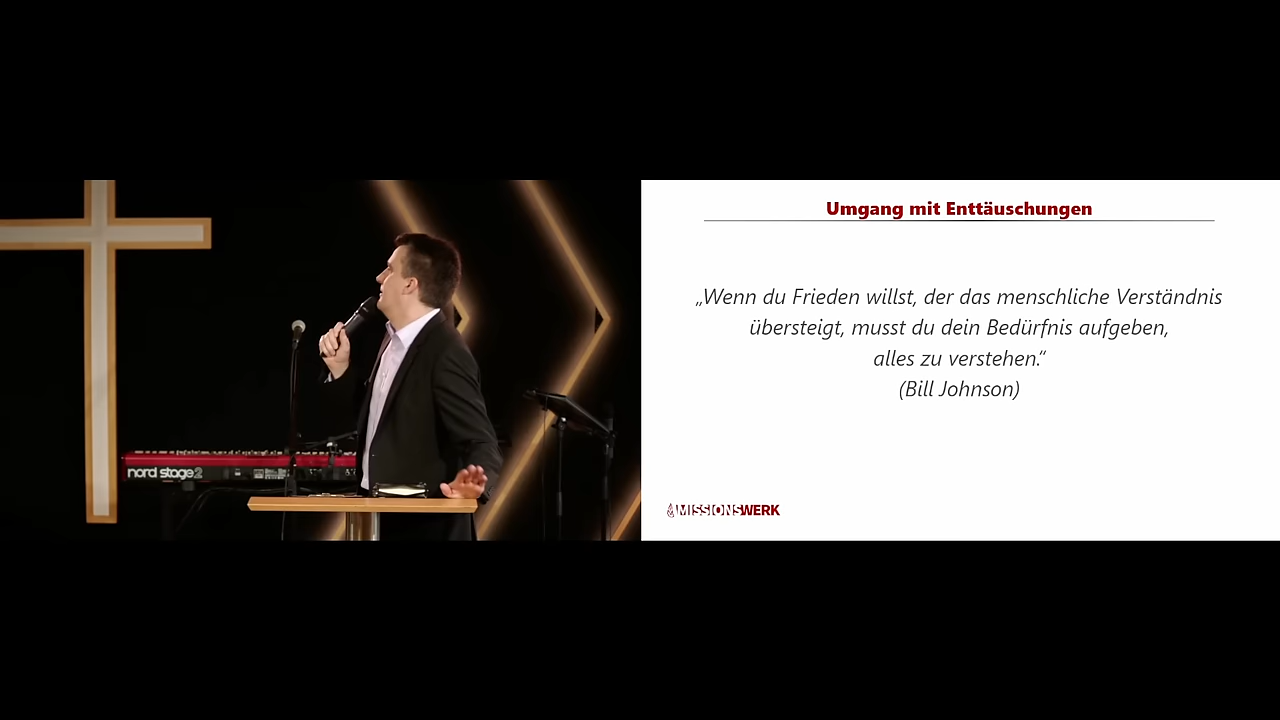 nord stage 2
Umgang mit Enttäuschungen
„Wenn du Frieden willst, der das menschliche Verständnis
übersteigt, musst du dein Bedürfnis aufgeben,
alles zu verstehen.“
(Bill Johnson)
MISSIONSWERK